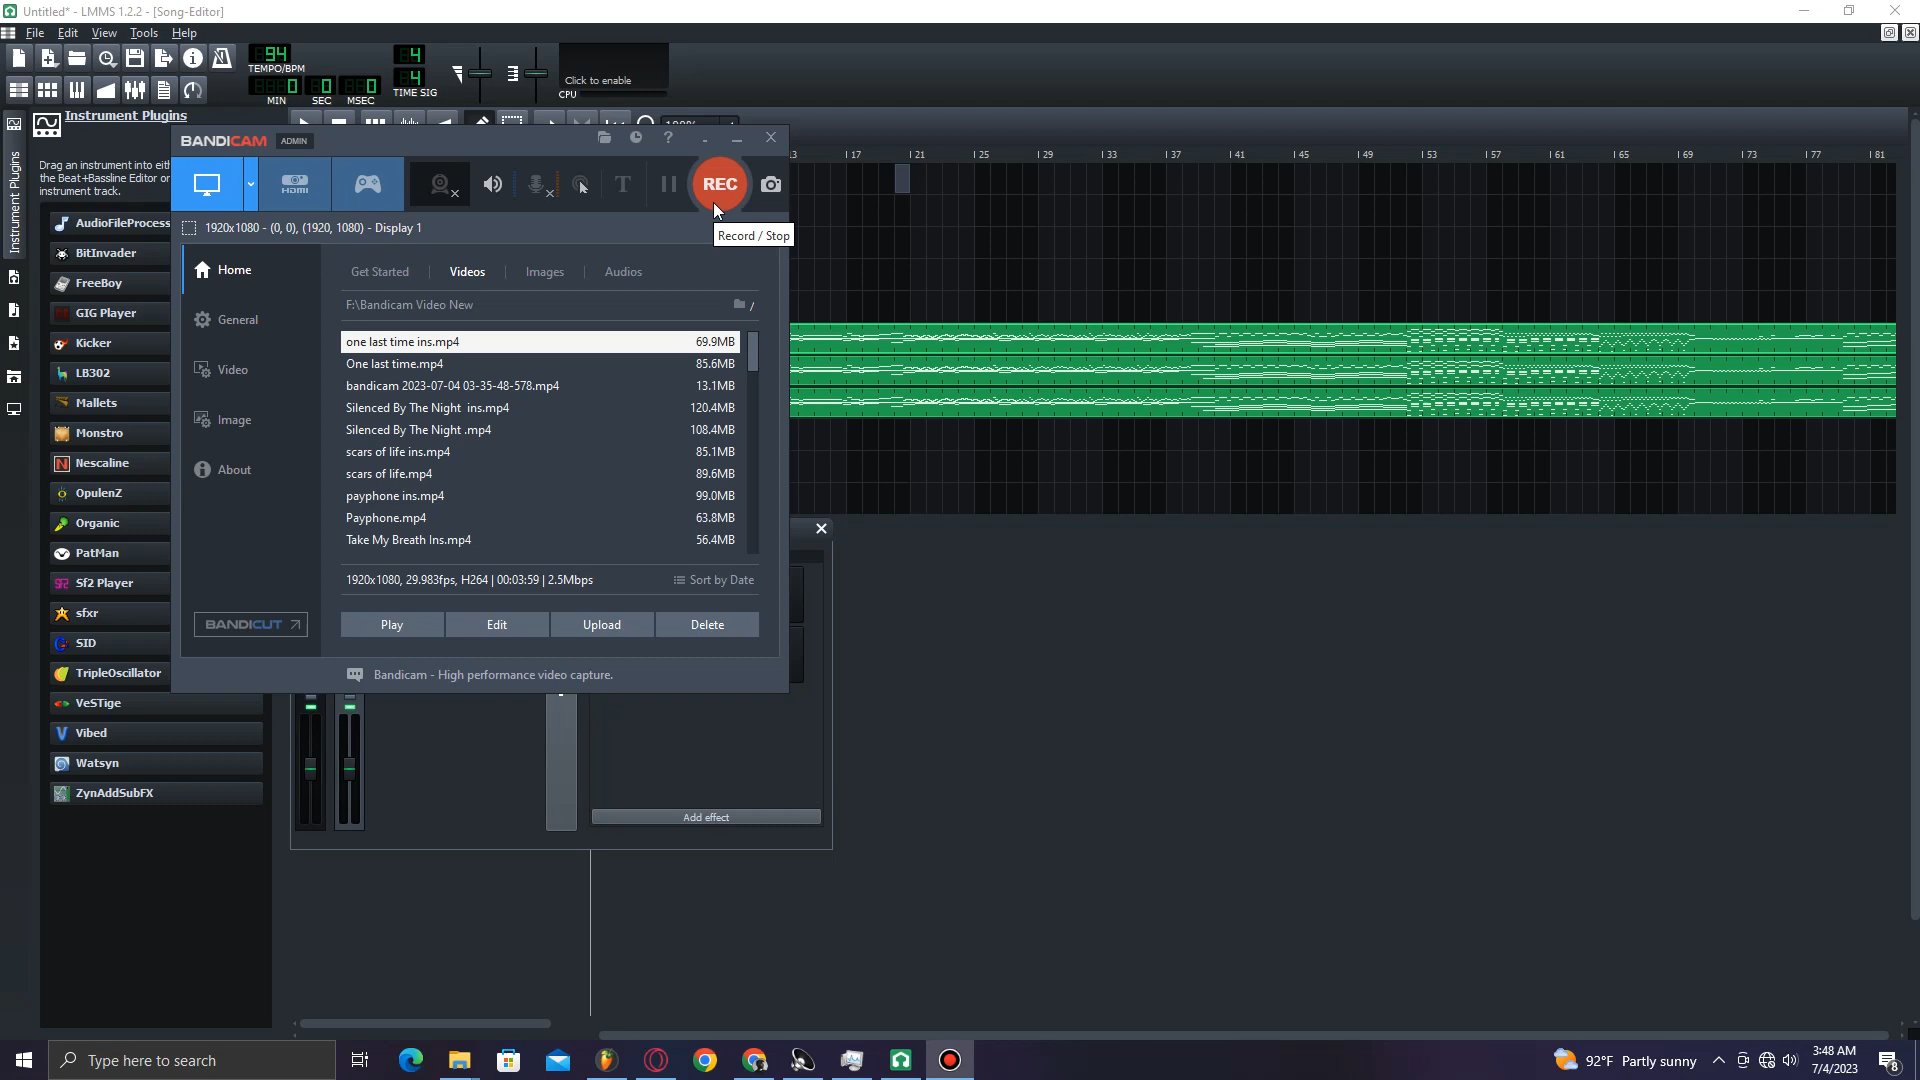 Untitled* - LMMS 1.2.2 - [Song-Editor]
File Edit View Tools Help
94
TEMPO/BPM
0 0 0
MIN SEC MSEC
4
4
TIME SIG
Click to enable
CPU
Instrument Plugins
Instrument Plugins
Drag an instrument into eith
the Beat+Bassline Editor or
instrument track.
AudioFileProcess
BitInvader
FreeBoy
GIG Player
Kicker
LB302
Mallets
Monstro
Nescaline
OpulenZ
Organic
PatMan
Sf2 Player
sfxr
SID
TripleOscillator
VeSTige
Vibed
Watsyn
ZynAddSubFX
BANDICAM ADMIN
HDMI
T
REC
Record / Stop
1920x1080 - (0, 0), (1920, 1080) - Display 1
Home
General
Video
Image
About
BANDICUT
Get Started Videos Images Audios
F:\Bandicam Video New
one last time ins.mp4 69.9MB
One last time.mp4 85.6MB
bandicam 2023-07-04 03-35-48-578.mp4 13.1MB
Silenced By The Night  ins.mp4 120.4MB
Silenced By The Night .mp4 108.4MB
scars of life ins.mp4 85.1MB
scars of life.mp4 89.6MB
payphone ins.mp4 99.0MB
Payphone.mp4 63.8MB
Take My Breath Ins.mp4 56.4MB
1920x1080, 29.983fps, H264 | 00:03:59 | 2.5Mbps Sort by Date
Play Edit Upload Delete
Bandicam - High performance video capture.
17 21 25 29 33 37 41 45 49 53 57 61 65 69 73 77 81
Add effect
Type here to search
92°F Partly sunny
3:48 AM
7/4/2023
8